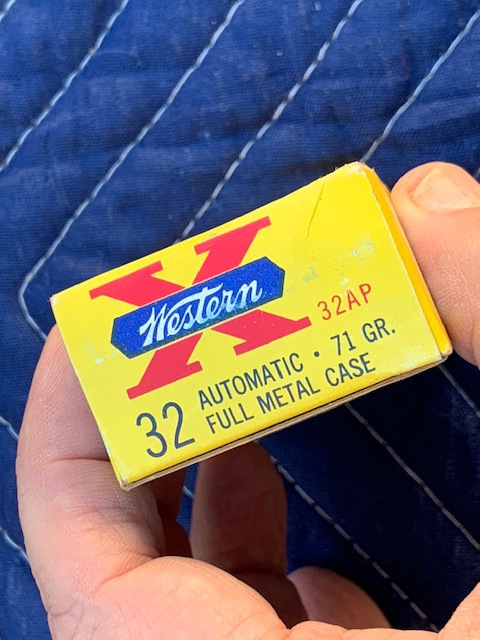 X
Western
32AP
32
AUTOMATIC · 71 GR.
FULL METAL CASE